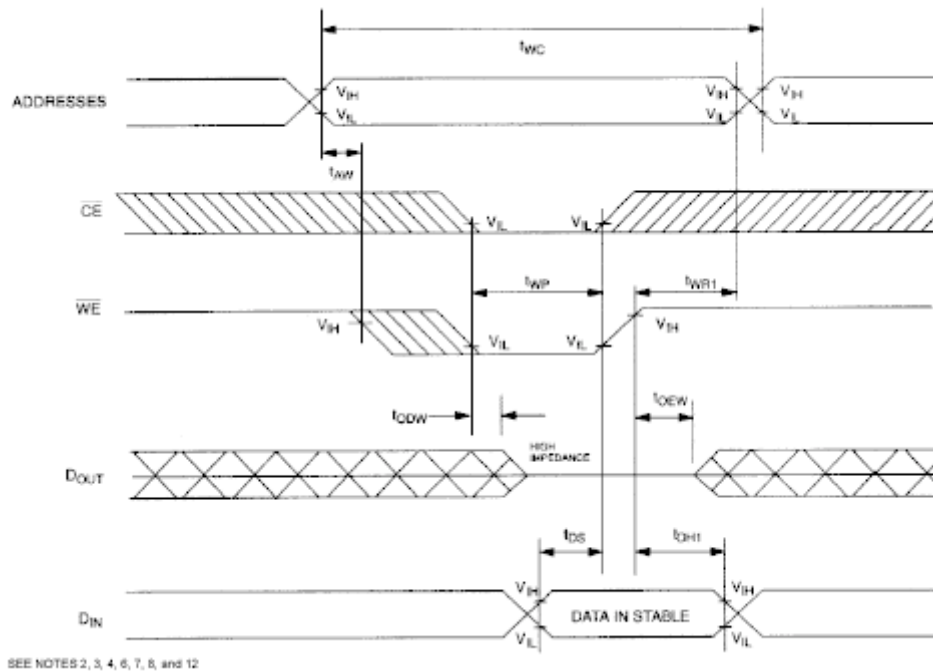 tWC
ADDRESSES
VIH
VIL
VIH
VIL
VIH
VIL
tAW
CE
VIL
VIL
tWP
tWR1
WE
VIH
VIL
VIL
VIH
tODW
tOEW
HIGH
IMPEDANCE
DOUT
tDS
tDH1
VIH
VIH
DIN
DATA IN STABLE
VIL
VIL
SEE NOTES 2, 3, 4, 6, 7, 8, and 12